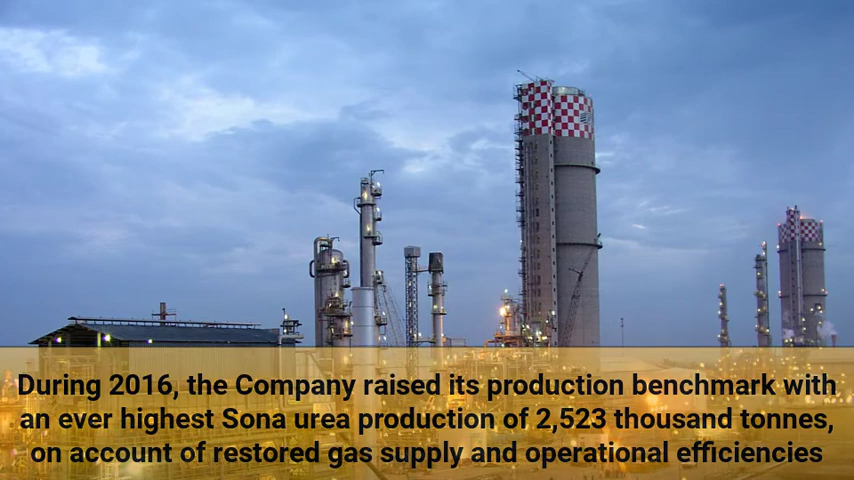 During 2016, the Company raised its production benchmark with
an ever highest Sona urea production of 2,523 thousand tonnes,
on account of restored gas supply and operational efficiencies